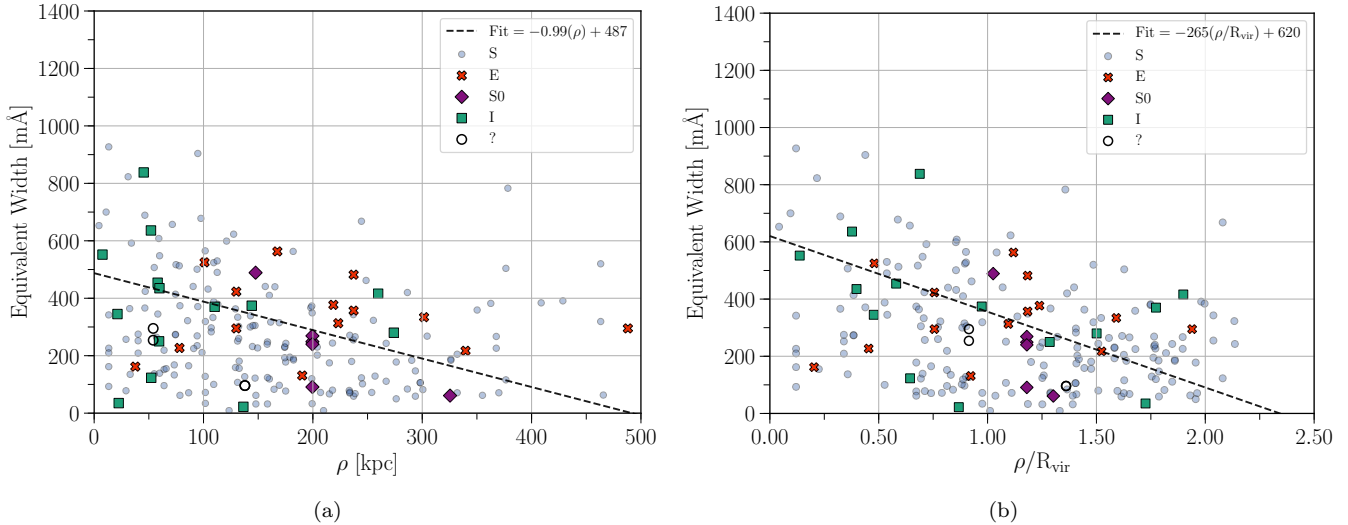 1400
1200
1000
800
600
400
200
0
Equivalent Width [mÅ]
0 100 200 300 400 500
ρ [kpc]
Fit = −0.99(ρ) + 487
S
E
S0
I
?
(a)
1400
1200
1000
800
600
400
200
0
Equivalent Width [mÅ]
0.00 0.50 1.00 1.50 2.00 2.50
ρ/Rvir
Fit = −265(ρ/Rvir) + 620
S
E
S0
I
?
(b)